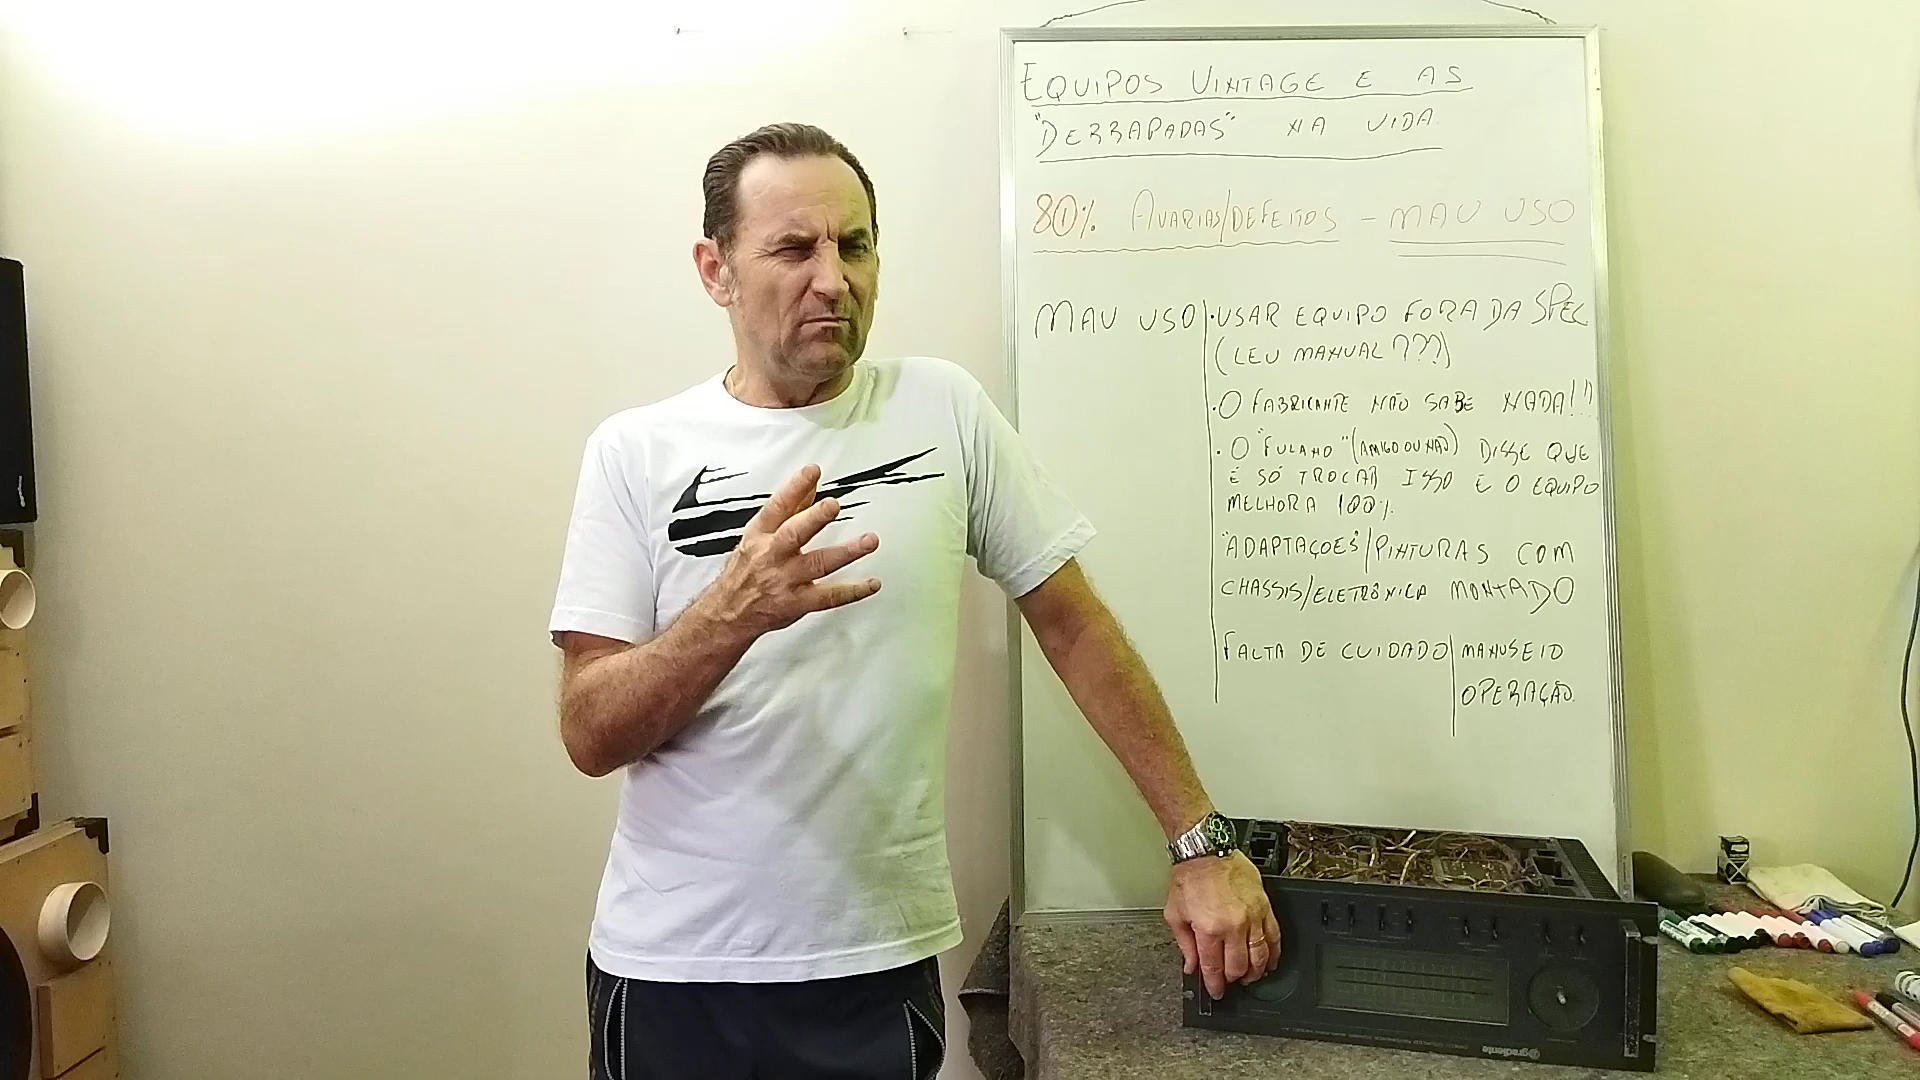 EQUIPOS VINTAGE E AS
"DERRAPADAS" NA VIDA
80% AVARIAS/DEFEITOS - MAU USO
MAU USO
• USAR EQUIPO FORA DA SPEC
(LEU MANUAL???)
• O FABRICANTE NÃO SABE NADA!!!
• O "FULANO" (AMIGO OU NÃO) DISSE QUE
É SÓ TROCAR ISSO E O EQUIPO
MELHORA 100%.
"ADAPTAÇOES"/PINTURAS COM
CHASSIS/ELETRÔNICA MONTADO
FALTA DE CUIDADO
MANUSEIO
OPERAÇÃO
gradiente